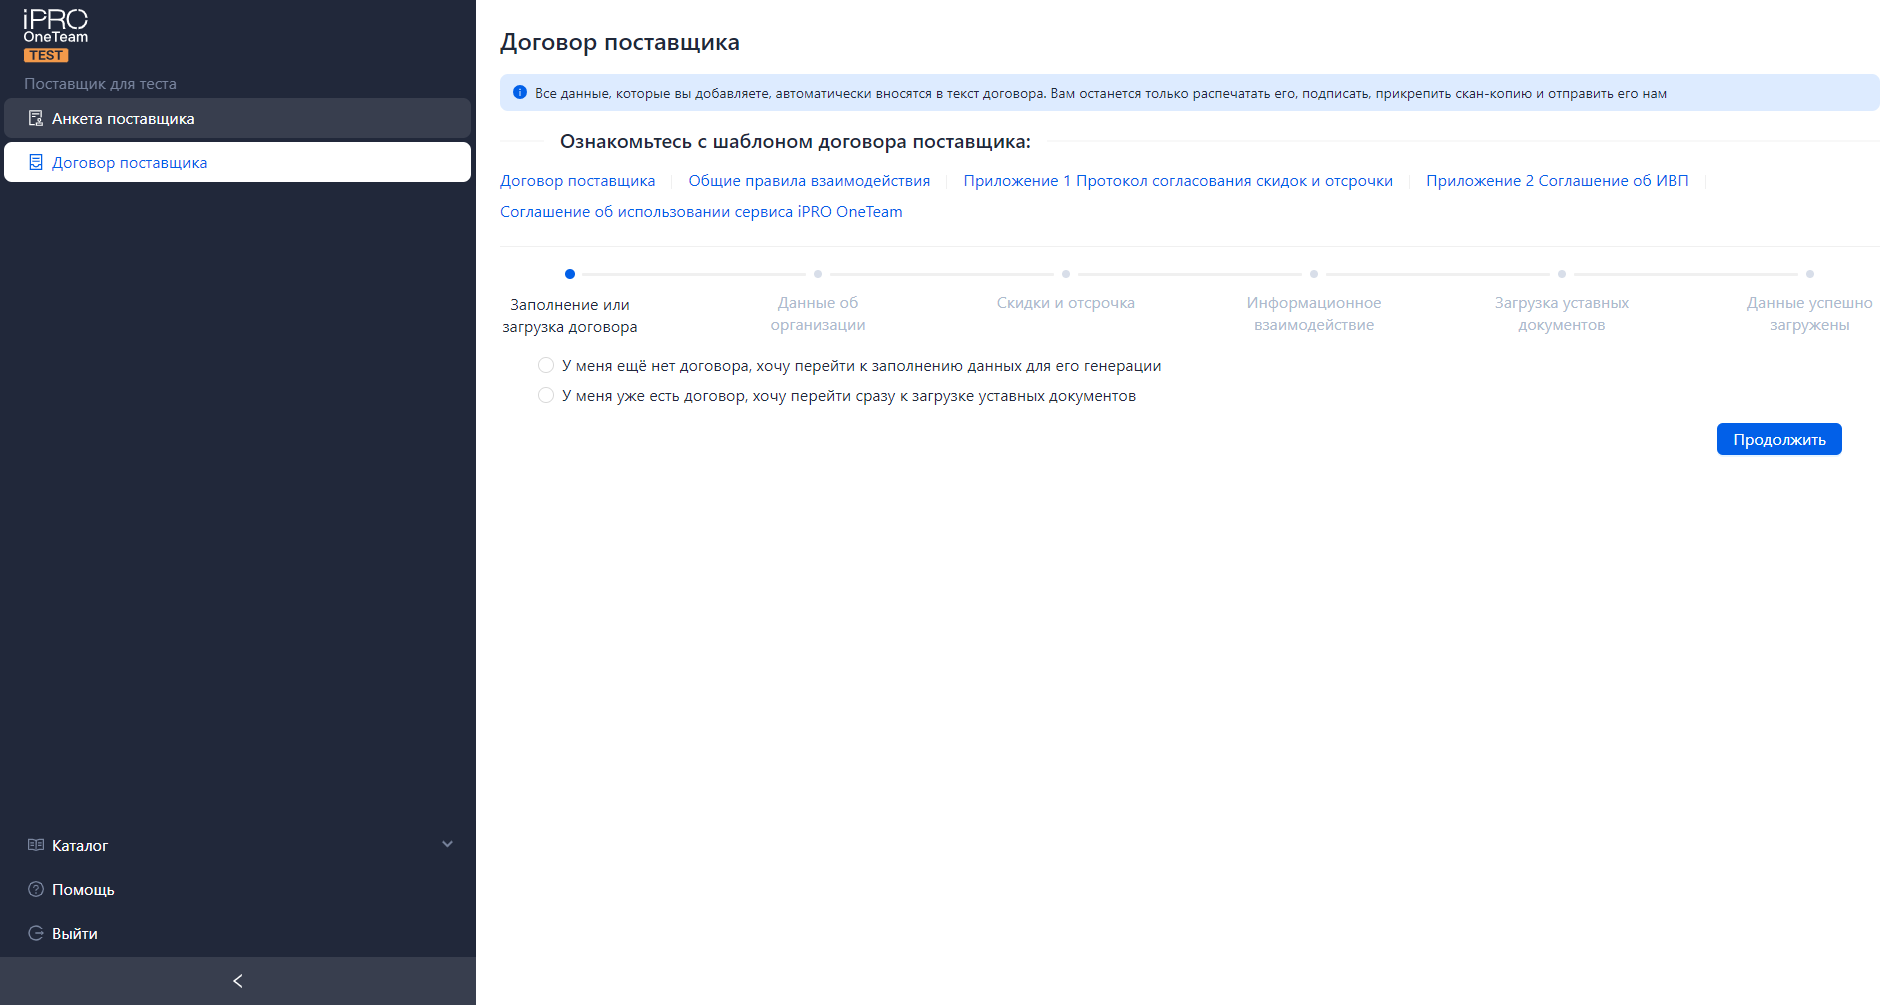 iPRO
OneTeam
TEST
Поставщик для теста
Анкета поставщика
Договор поставщика
Каталог
Помощь
Выйти
Договор поставщика
Все данные, которые вы добавляете, автоматически вносятся в текст договора. Вам останется только распечатать его, подписать, прикрепить скан-копию и отправить его нам
Ознакомьтесь с шаблоном договора поставщика:
Договор поставщика
Общие правила взаимодействия
Приложение 1 Протокол согласования скидок и отсрочки
Приложение 2 Соглашение об ИВП
Соглашение об использовании сервиса iPRO OneTeam
Заполнение или
загрузка договора
Данные об
организации
Скидки и отсрочка
Информационное
взаимодействие
Загрузка уставных
документов
Данные успешно
загружены
У меня ещё нет договора, хочу перейти к заполнению данных для его генерации
У меня уже есть договор, хочу перейти сразу к загрузке уставных документов
Продолжить